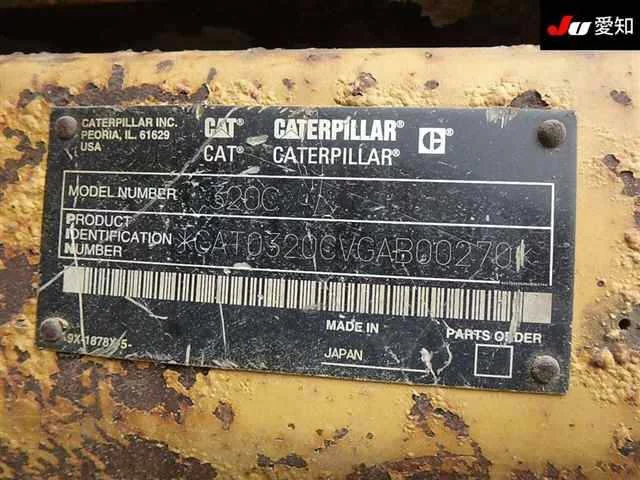 JU 愛知
CATERPILLAR INC.
PEORIA, IL. 61629
USA
CAT® CATERPILLAR®
CAT® CATERPILLAR®
MODEL NUMBER 320C
PRODUCT
IDENTIFICATION
NUMBER
*CAT0320CVGAB00270*
MADE IN
JAPAN
PARTS ORDER